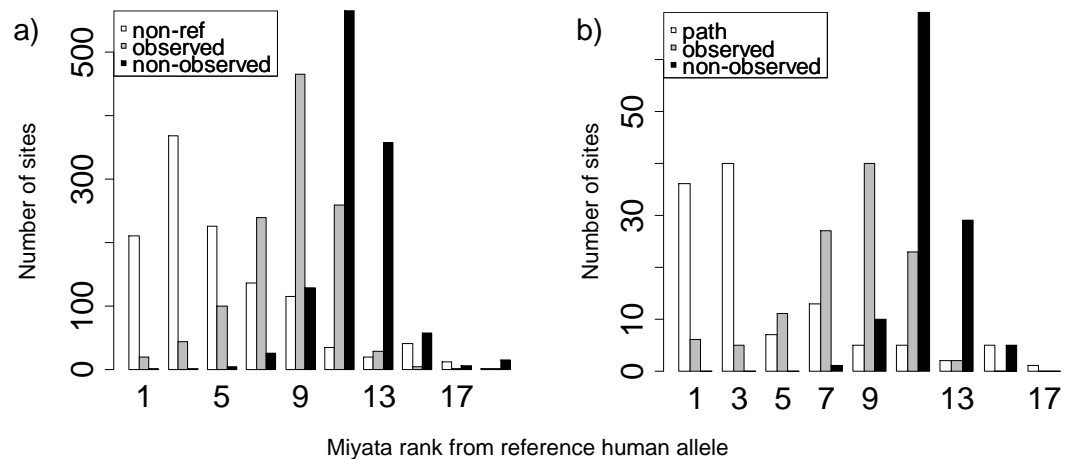 a)
non-ref
observed
non-observed
Number of sites
500
300
100
0
1 5 9 13 17
b)
path
observed
non-observed
Number of sites
50
30
10
0
1 3 5 7 9 13 17
Miyata rank from reference human allele